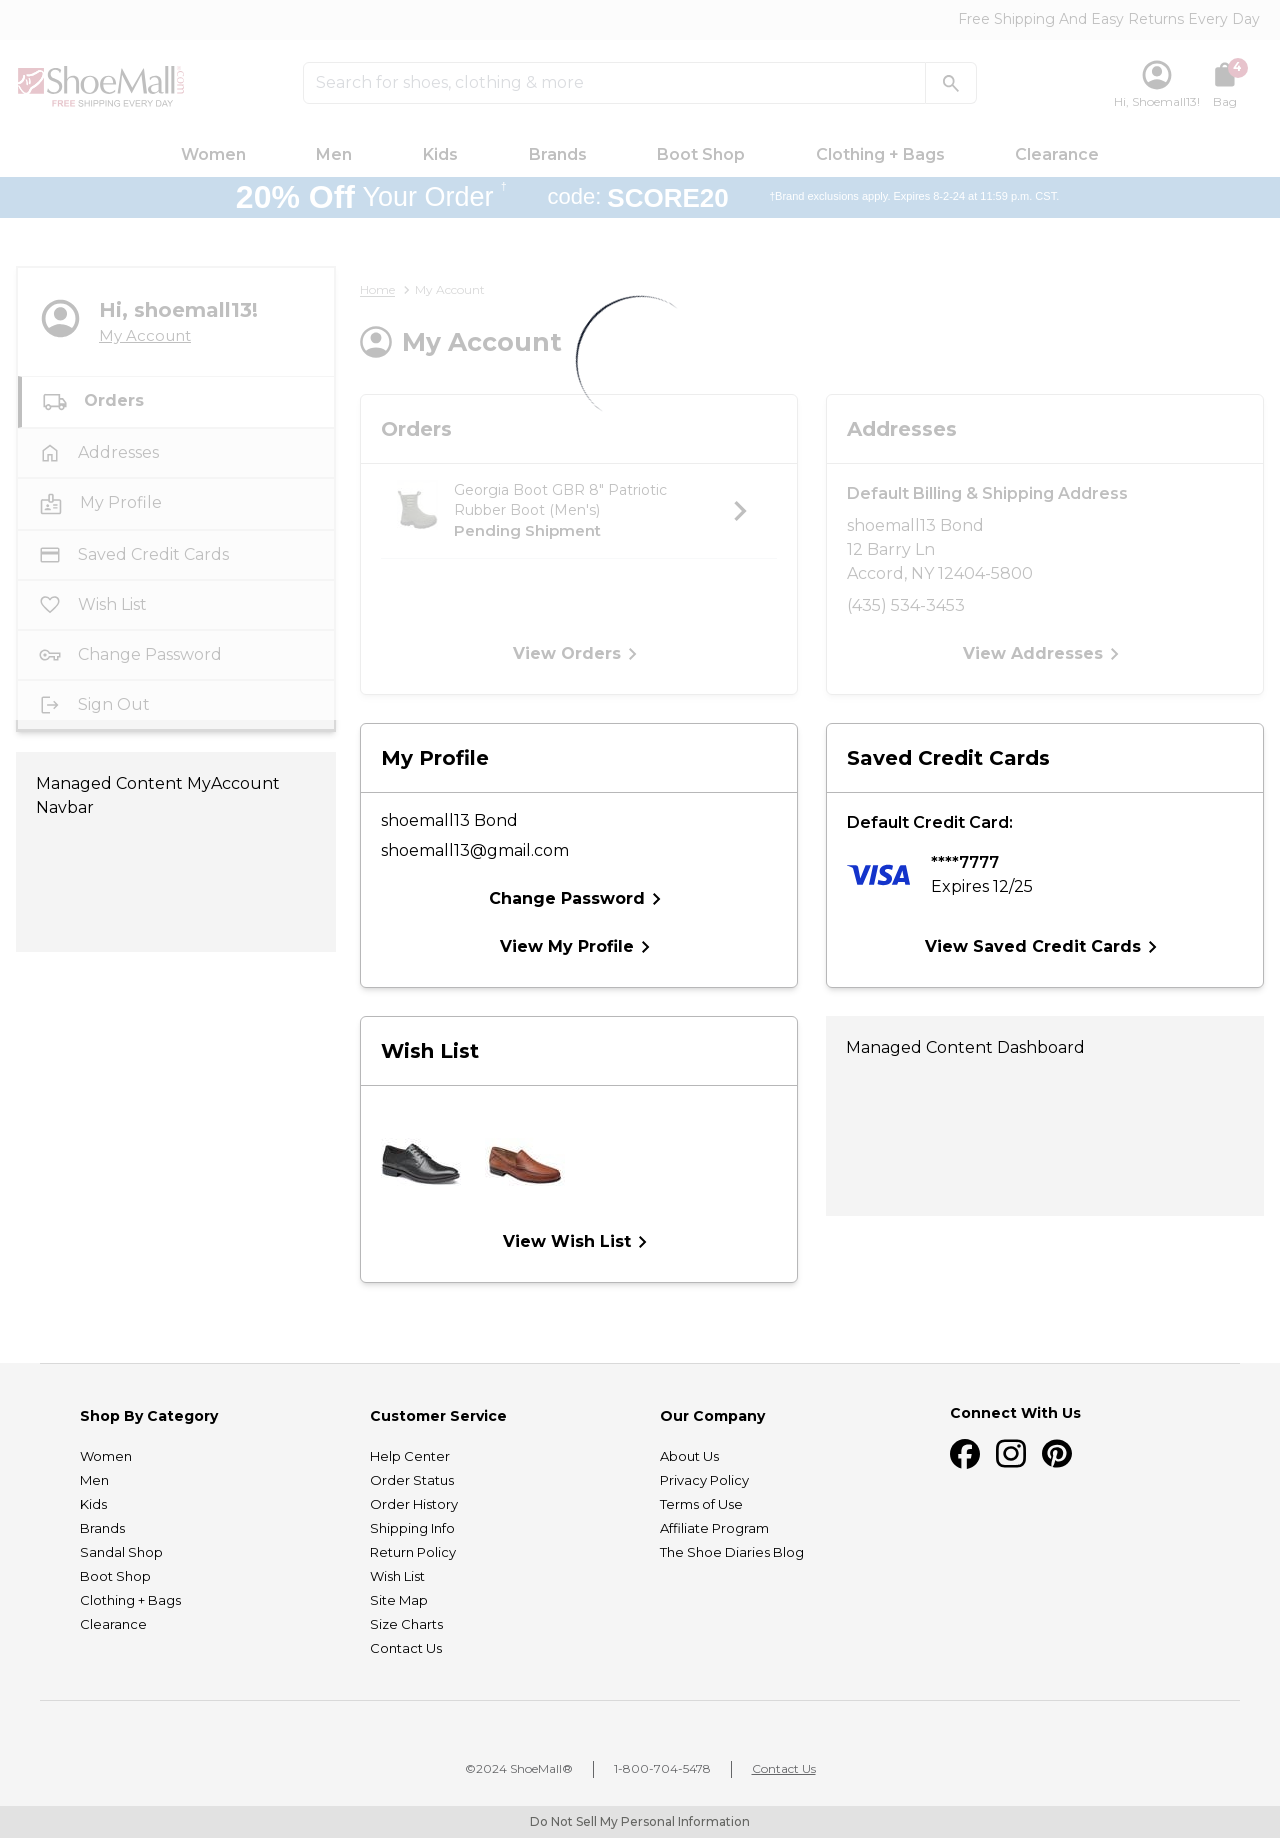 Free Shipping And Easy Returns Every Day
ShoeMall.com
FREE SHIPPING EVERY DAY
Search for shoes, clothing & more
4
Hi, Shoemall13!
Bag
Women
Men
Kids
Brands
Boot Shop
Clothing + Bags
Clearance
20% Off Your Order † code: SCORE20 †Brand exclusions apply. Expires 8-2-24 at 11:59 p.m. CST.
Hi, shoemall13!
My Account
Orders
Addresses
My Profile
Saved Credit Cards
Wish List
Change Password
Sign Out
Managed Content MyAccount
Navbar
Home > My Account
My Account
Orders
Georgia Boot GBR 8" Patriotic
Rubber Boot (Men's)
Pending Shipment
View Orders
Addresses
Default Billing & Shipping Address
shoemall13 Bond
12 Barry Ln
Accord, NY 12404-5800
(435) 534-3453
View Addresses
My Profile
shoemall13 Bond
shoemall13@gmail.com
Change Password
View My Profile
Saved Credit Cards
Default Credit Card:
VISA
****7777
Expires 12/25
View Saved Credit Cards
Wish List
View Wish List
Managed Content Dashboard
Shop By Category
Women
Men
Kids
Brands
Sandal Shop
Boot Shop
Clothing + Bags
Clearance
Customer Service
Help Center
Order Status
Order History
Shipping Info
Return Policy
Wish List
Site Map
Size Charts
Contact Us
Our Company
About Us
Privacy Policy
Terms of Use
Affiliate Program
The Shoe Diaries Blog
Connect With Us
©2024 ShoeMall®
1-800-704-5478
Contact Us
Do Not Sell My Personal Information